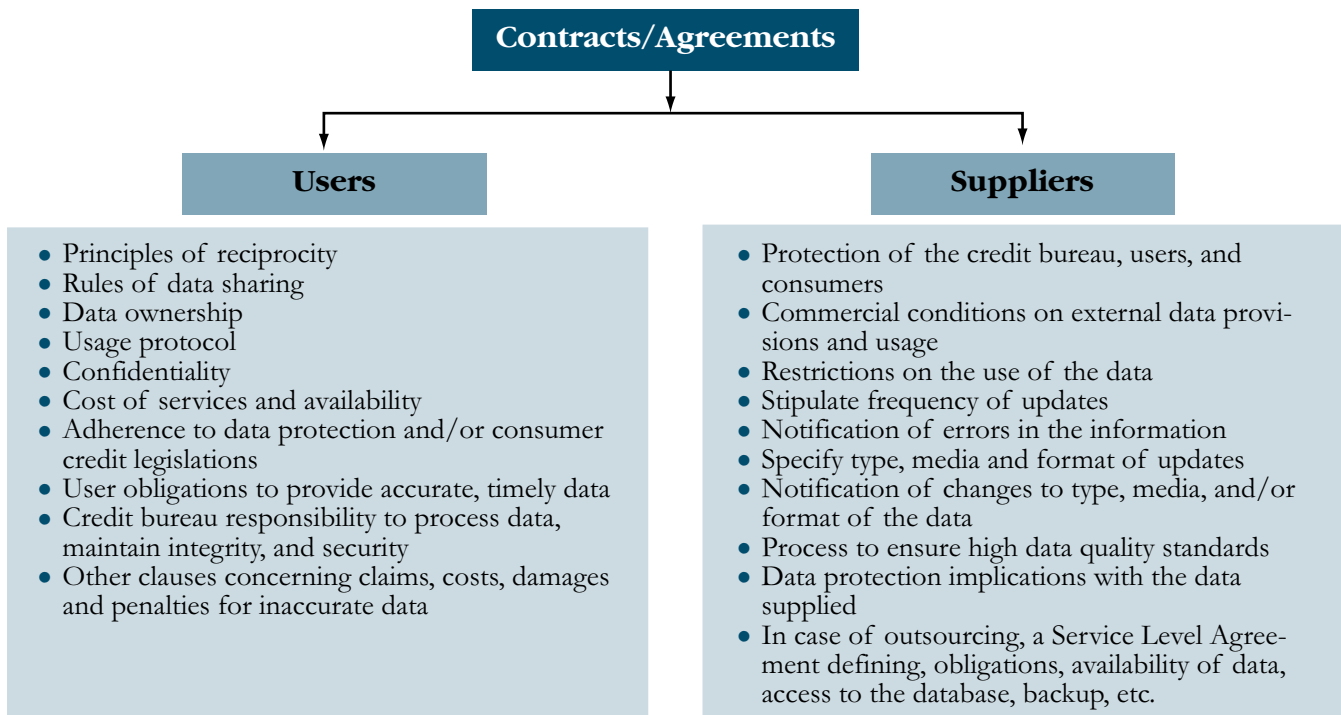 Contracts/Agreements
Users
• Principles of reciprocity
• Rules of data sharing
• Data ownership
• Usage protocol
• Confidentiality
• Cost of services and availability
• Adherence to data protection and/or consumer
credit legislations
• User obligations to provide accurate, timely data
• Credit bureau responsibility to process data,
maintain integrity, and security
• Other clauses concerning claims, costs, damages
and penalties for inaccurate data
Suppliers
• Protection of the credit bureau, users, and
consumers
• Commercial conditions on external data provi-
sions and usage
• Restrictions on the use of the data
• Stipulate frequency of updates
• Notification of errors in the information
• Specify type, media and format of updates
• Notification of changes to type, media, and/or
format of the data
• Process to ensure high data quality standards
• Data protection implications with the data
supplied
• In case of outsourcing, a Service Level Agree-
ment defining, obligations, availability of data,
access to the database, backup, etc.